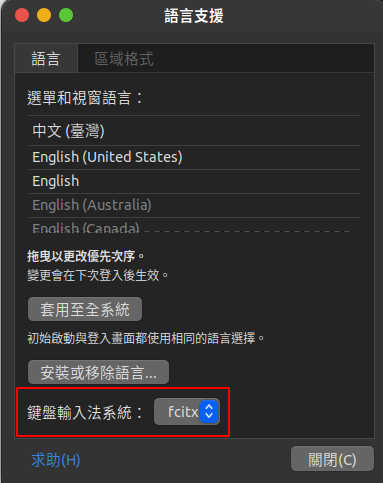 語言支援
語言
區域格式
選單和視窗語言：
中文 (臺灣)
English (United States)
English
English (Australia)
English (Canada)
拖曳以更改優先次序。
變更會在下次登入後生效。
套用至全系統
初始啟動與登入畫面都使用相同的語言選擇。
安裝或移除語言...
鍵盤輸入法系統： fcitx
求助(H)
關閉(C)